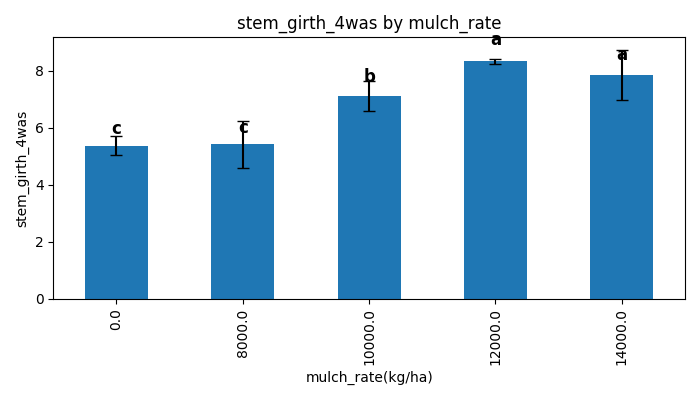 stem_girth_4was by mulch_rate
stem_girth_4was
8
6
4
2
0
c
c
b
a
a
0.0
8000.0
10000.0
12000.0
14000.0
mulch_rate(kg/ha)